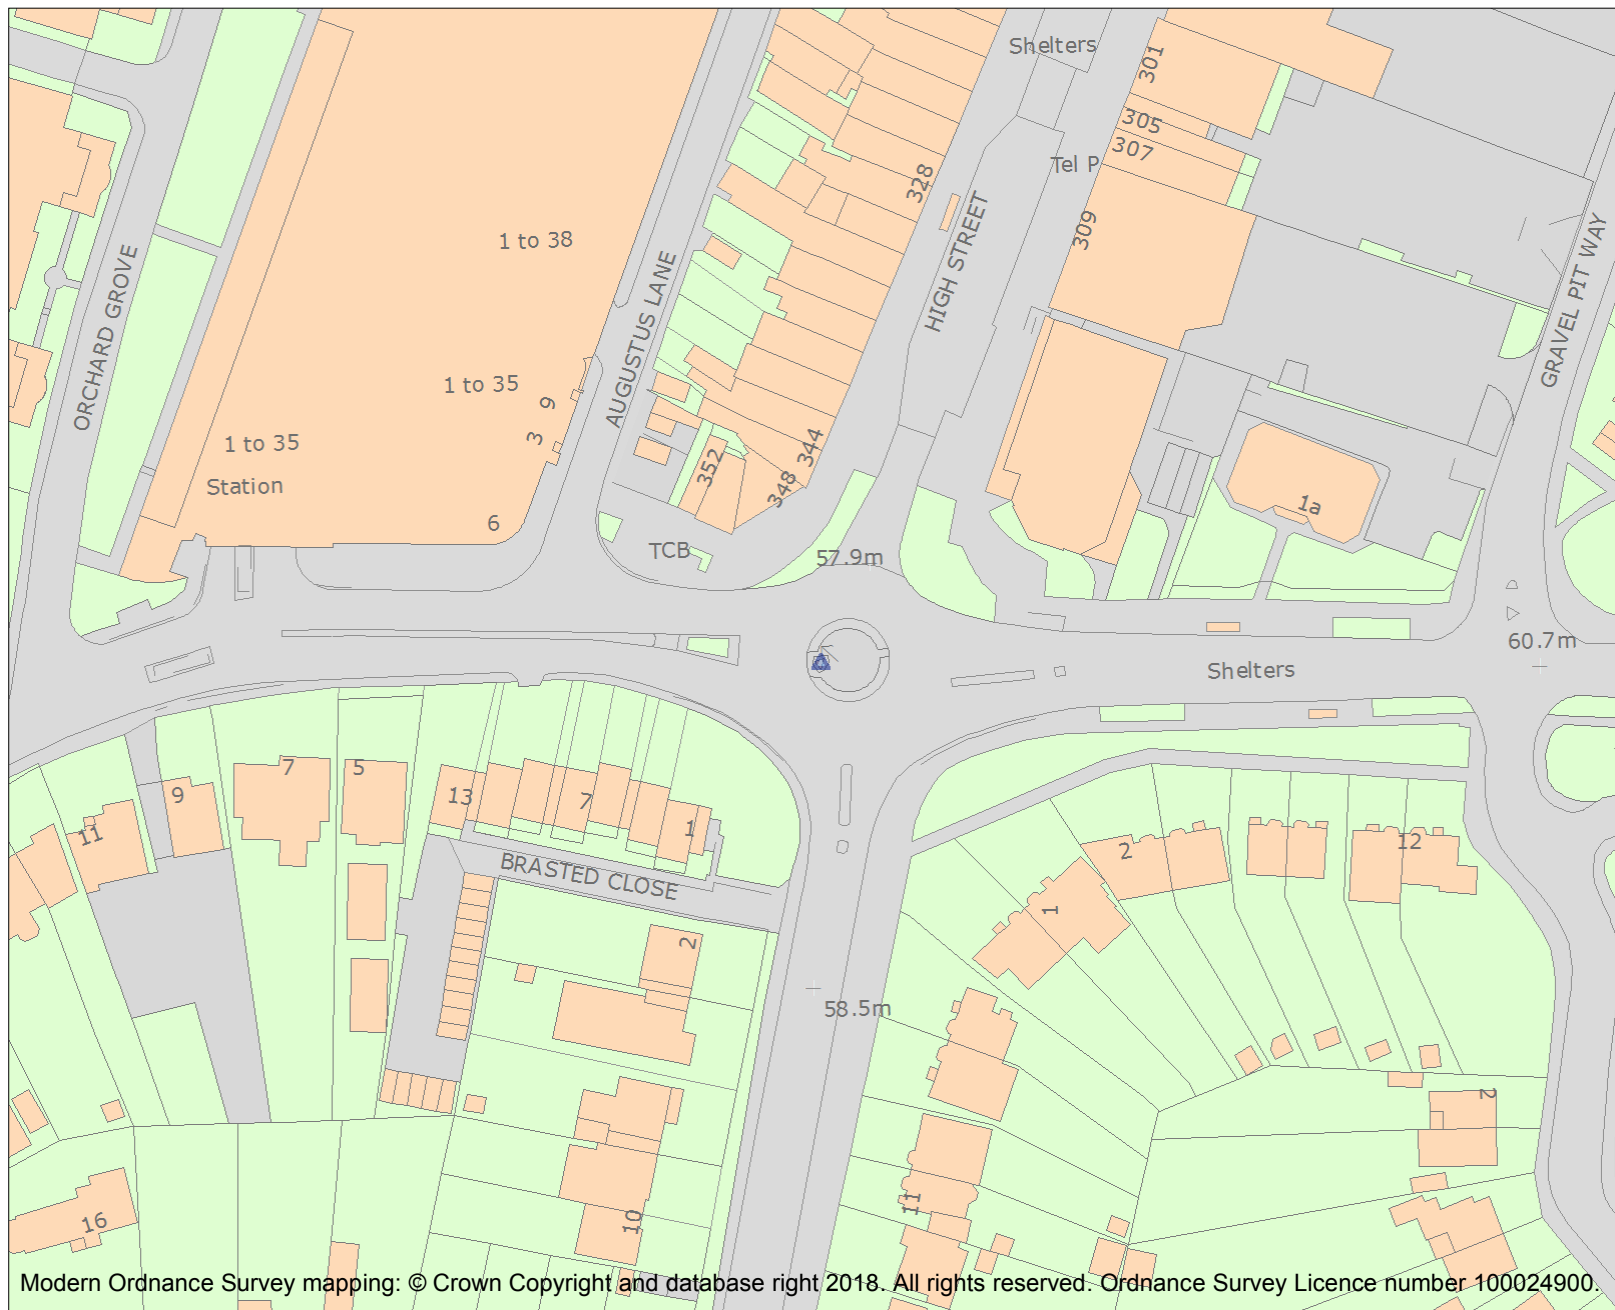 Shelters
301
305
307
Tel P
328
309
HIGH STREET
GRAVEL PIT WAY
1 to 38
AUGUSTUS LANE
ORCHARD GROVE
1 to 35
9
3
1 to 35
Station
6
352
344
348
1a
TCB
57.9m
60.7m
Shelters
7
5
9
11
13
7
1
BRASTED CLOSE
2
12
1
2
58.5m
2
11
10
16
Modern Ordnance Survey mapping: © Crown Copyright and database right 2018. All rights reserved. Ordnance Survey Licence number 100024900.